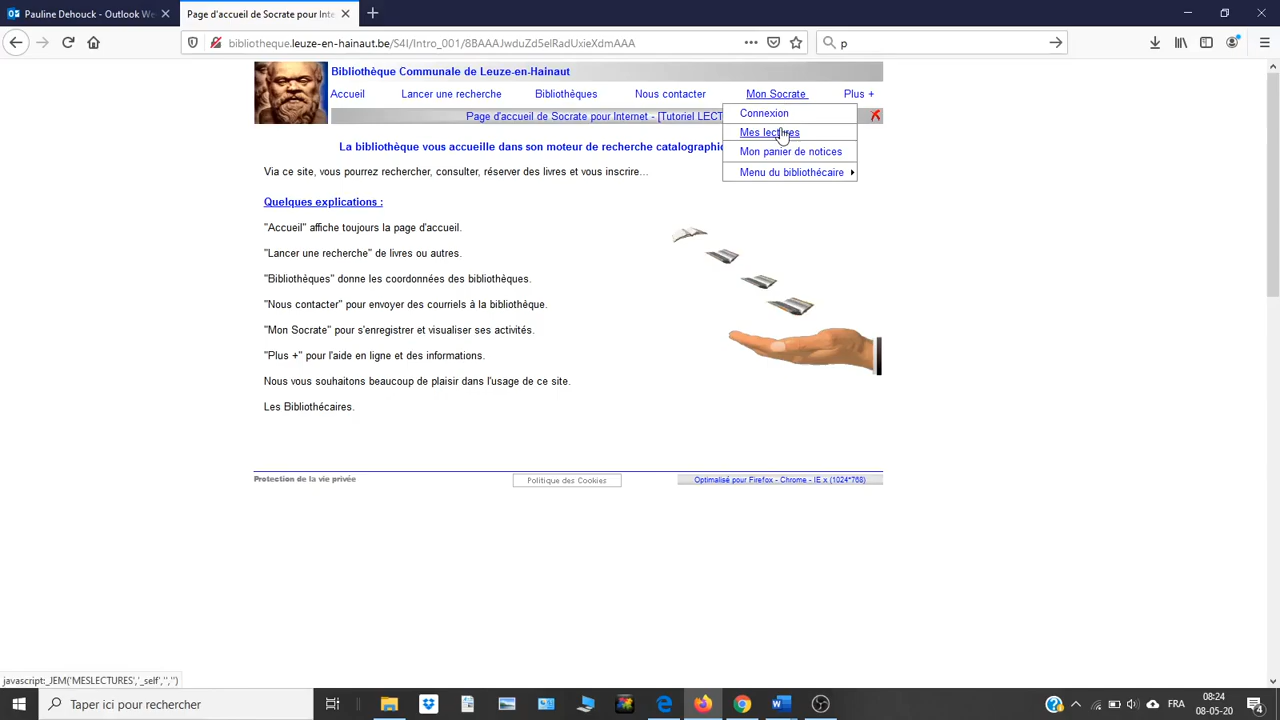 Pauline Dehouck - Outlook We
Page d'accueil de Socrate pour Inte
bibliotheque.leuze-en-hainaut.be/S4I/Intro_001/8BAAAJwduZd5elRadUxieXdmAAA
p
Bibliothèque Communale de Leuze-en-Hainaut
Accueil
Lancer une recherche
Bibliothèques
Nous contacter
Mon Socrate
Plus +
Page d'accueil de Socrate pour Internet - [Tutoriel LECT
Connexion
Mes lectures
Mon panier de notices
Menu du bibliothécaire
La bibliothèque vous accueille dans son moteur de recherche catalographiq
Via ce site, vous pourrez rechercher, consulter, réserver des livres et vous inscrire...
Quelques explications :
"Accueil" affiche toujours la page d'accueil.
"Lancer une recherche" de livres ou autres.
"Bibliothèques" donne les coordonnées des bibliothèques.
"Nous contacter" pour envoyer des courriels à la bibliothèque.
"Mon Socrate" pour s'enregistrer et visualiser ses activités.
"Plus +" pour l'aide en ligne et des informations.
Nous vous souhaitons beaucoup de plaisir dans l'usage de ce site.
Les Bibliothécaires.
Protection de la vie privée
Politique des Cookies
Optimalisé pour Firefox - Chrome - IE.x (1024*768)
javascript:_JEM('MESLECTURES','_self','','')
Taper ici pour rechercher
FRA
08:24
08-05-20
4